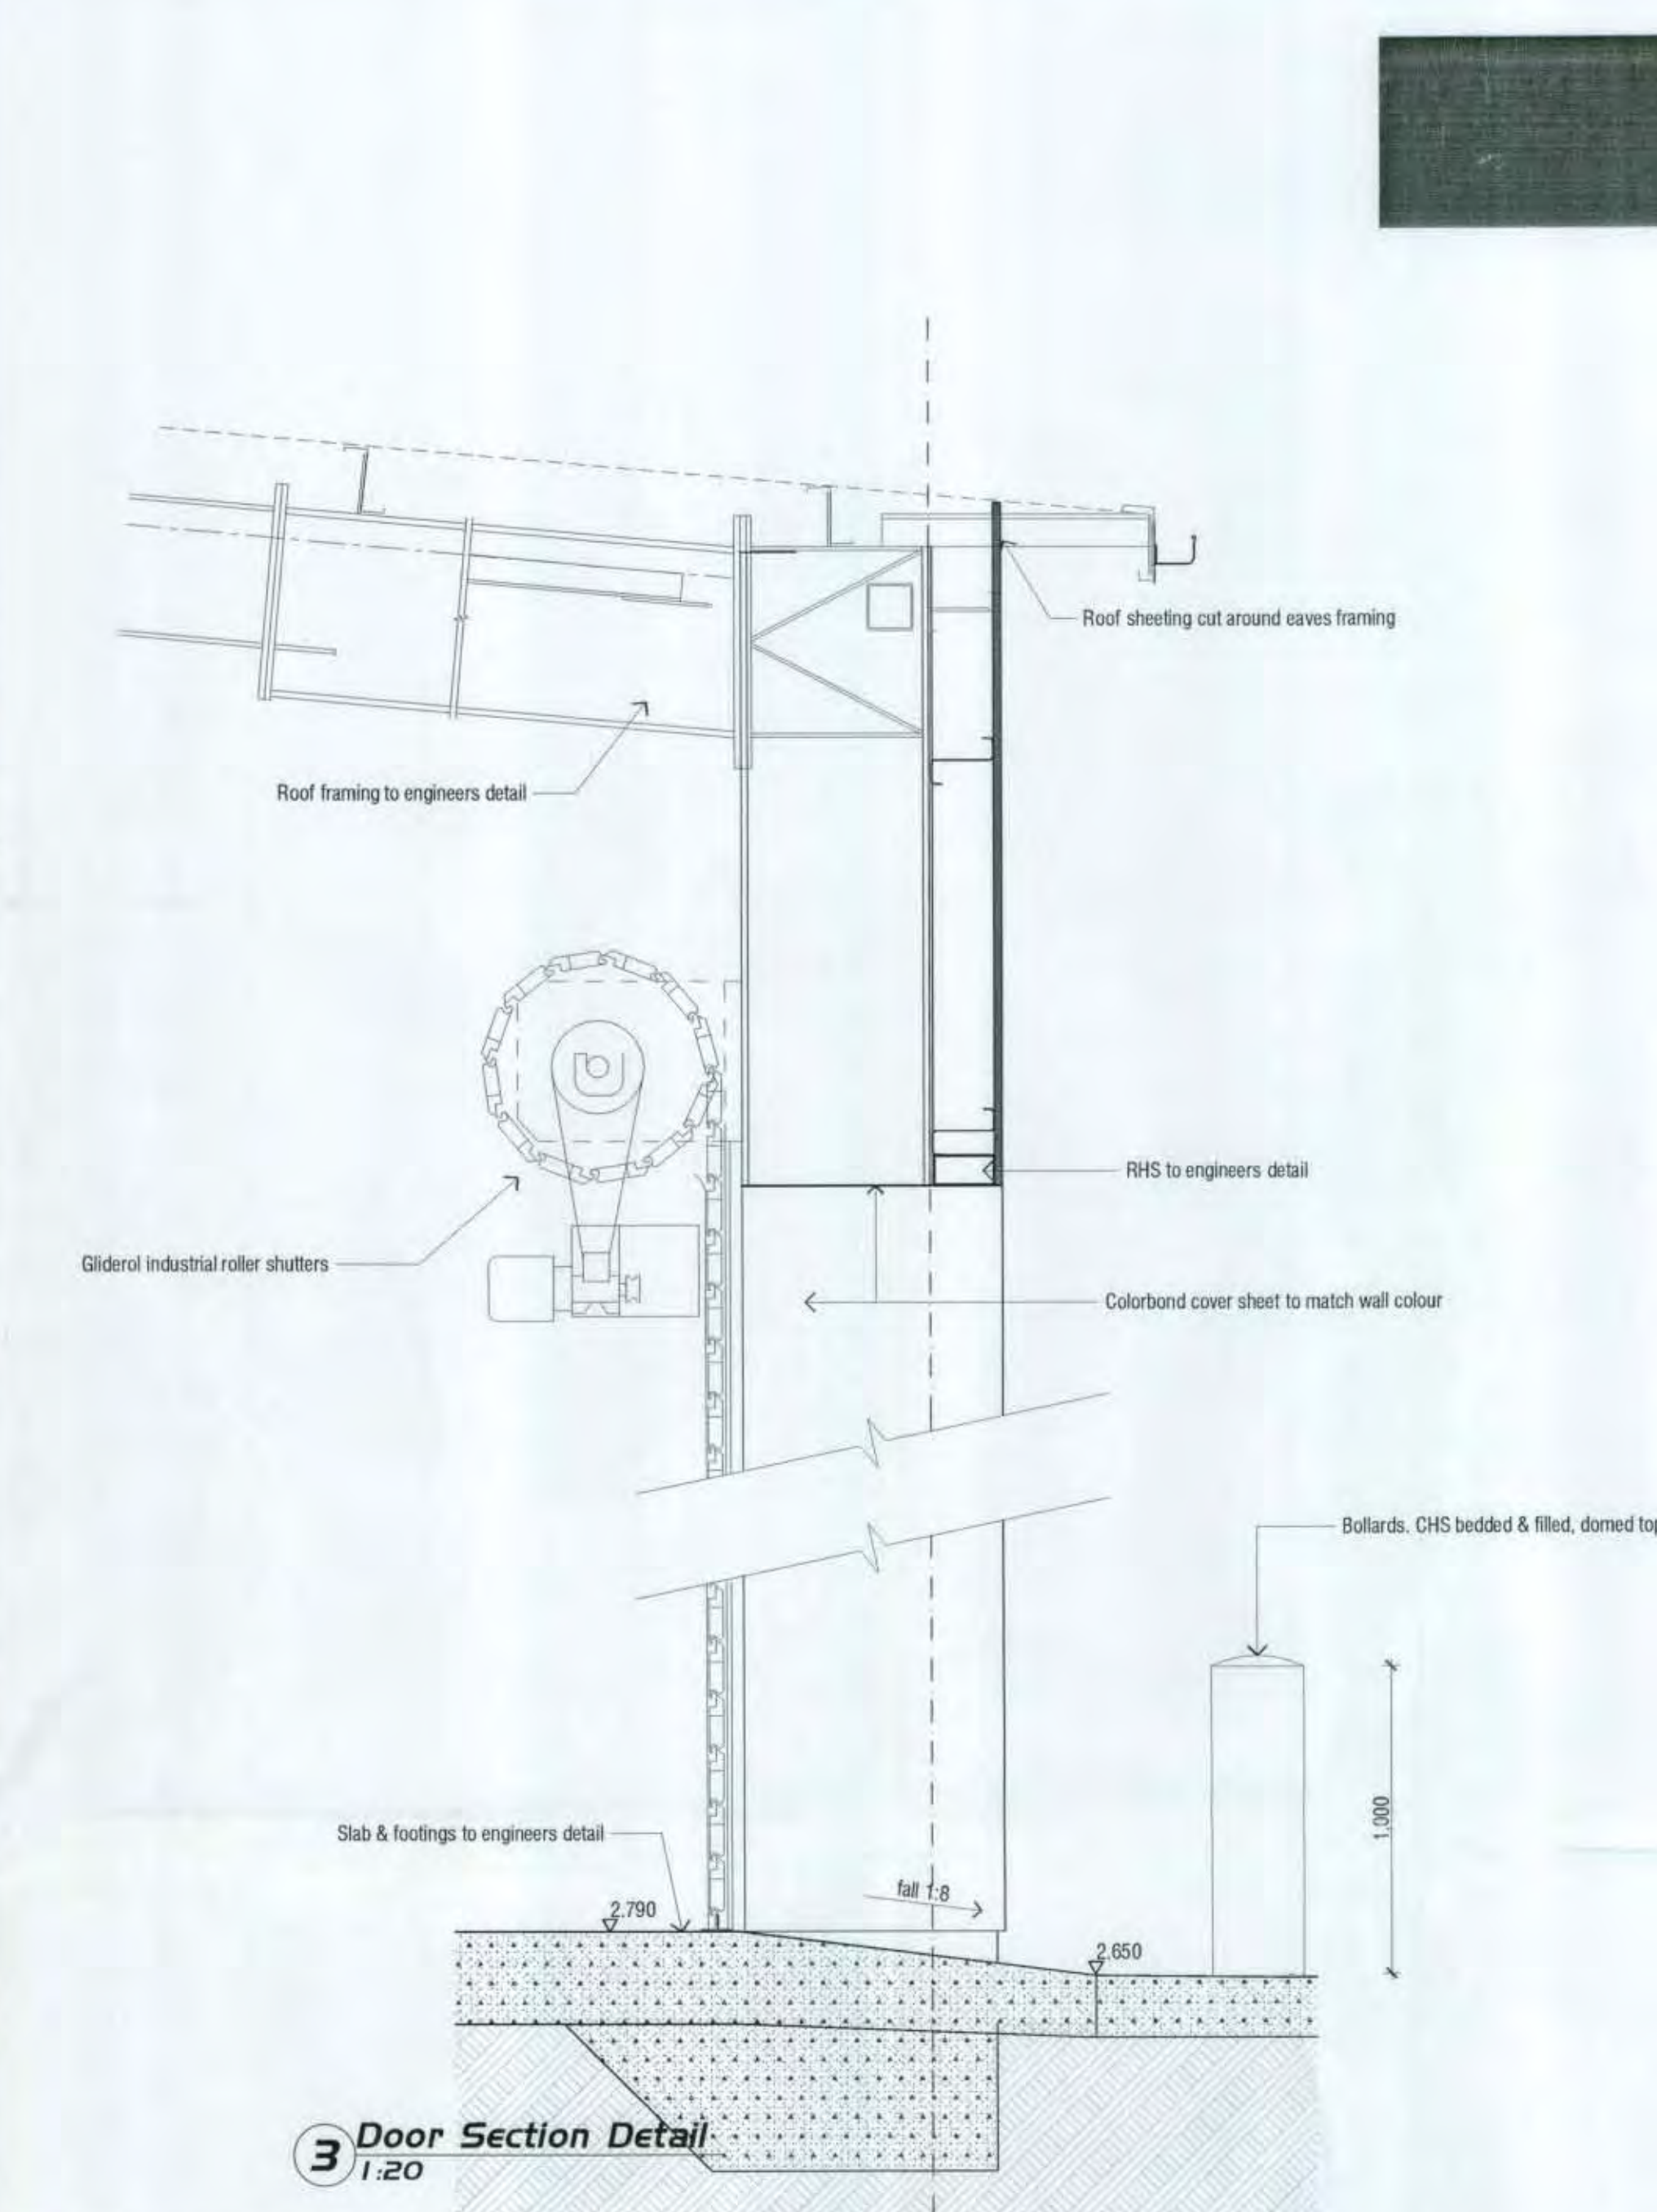 Roof sheeting cut around eaves framing
Roof framing to engineers detail
RHS to engineers detail
Gliderol industrial roller shutters
Colorbond cover sheet to match wall colour
Bollards. CHS bedded & filled, domed top
1.000
Slab & footings to engineers detail
fall 1:8
2.790
2.650
3 Door Section Detail
1:20